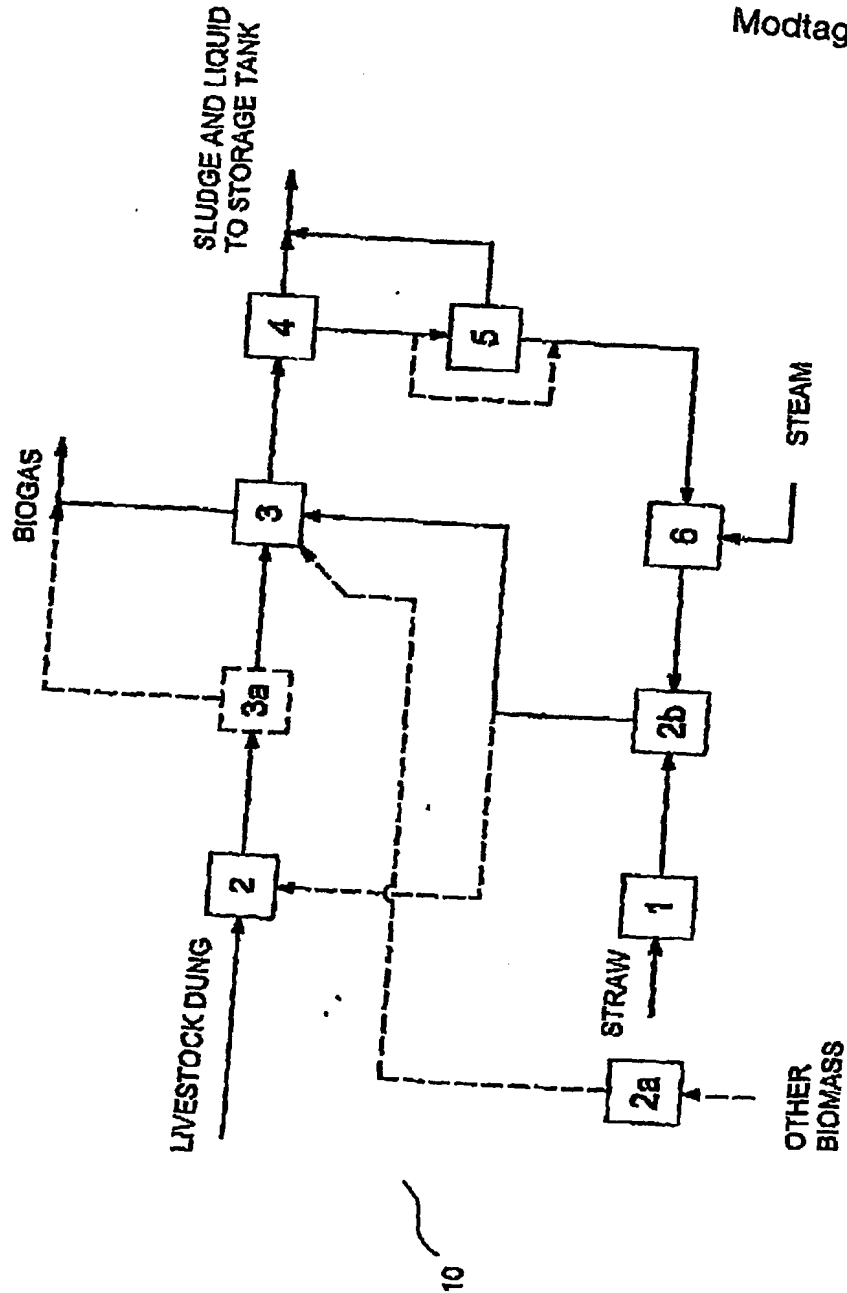 Modtag
SLUDGE AND LIQUID
TO STORAGE TANK
BIOGAS
LIVESTOCK DUNG
2
3a
3
4
5
6
STEAM
2b
1
STRAW
2a
OTHER
BIOMASS
10